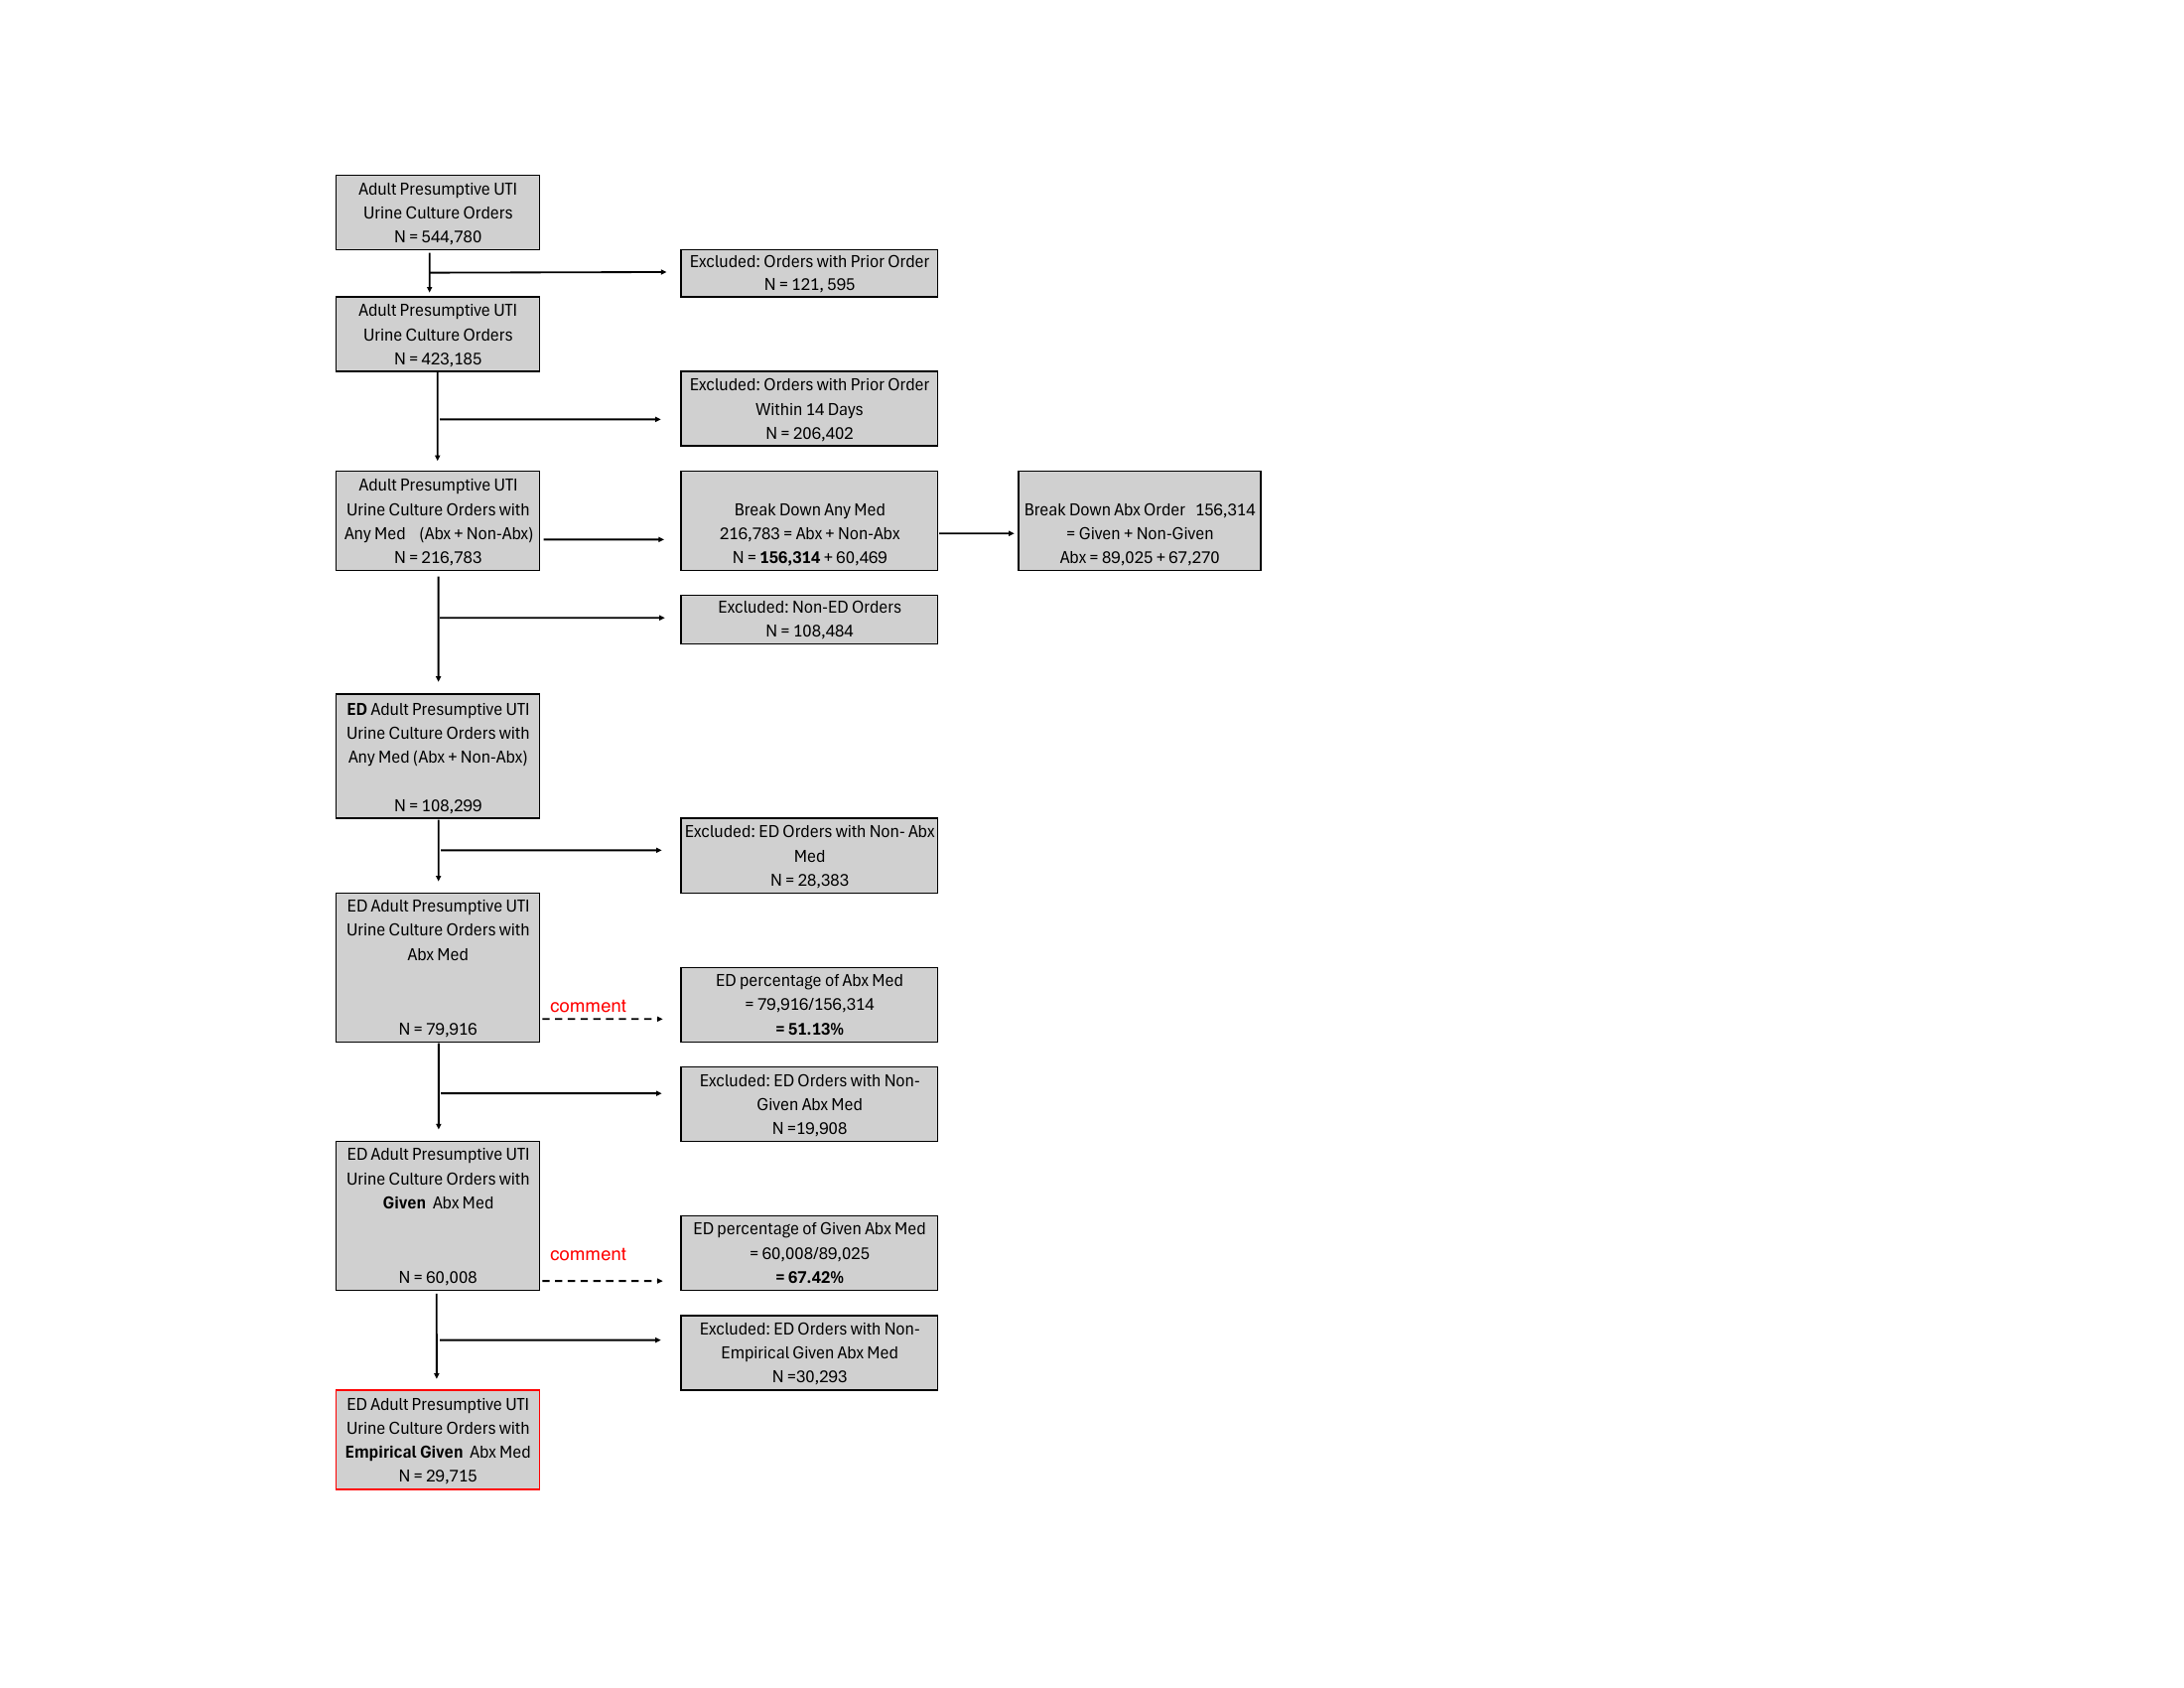 Adult Presumptive UTI
Urine Culture Orders
N = 544,780
Excluded: Orders with Prior Order
N = 121, 595
Adult Presumptive UTI
Urine Culture Orders
N = 423,185
Excluded: Orders with Prior Order
Within 14 Days
N = 206,402
Adult Presumptive UTI
Urine Culture Orders with
Any Med (Abx + Non-Abx)
N = 216,783
Break Down Any Med
216,783 = Abx + Non-Abx
N = 156,314 + 60,469
Break Down Abx Order 156,314
= Given + Non-Given
Abx = 89,025 + 67,270
Excluded: Non-ED Orders
N = 108,484
ED Adult Presumptive UTI
Urine Culture Orders with
Any Med (Abx + Non-Abx)
N = 108,299
Excluded: ED Orders with Non- Abx
Med
N = 28,383
ED Adult Presumptive UTI
Urine Culture Orders with
Abx Med
N = 79,916
comment
ED percentage of Abx Med
= 79,916/156,314
= 51.13%
Excluded: ED Orders with Non-
Given Abx Med
N =19,908
ED Adult Presumptive UTI
Urine Culture Orders with
Given Abx Med
N = 60,008
comment
ED percentage of Given Abx Med
= 60,008/89,025
= 67.42%
Excluded: ED Orders with Non-
Empirical Given Abx Med
N =30,293
ED Adult Presumptive UTI
Urine Culture Orders with
Empirical Given Abx Med
N = 29,715